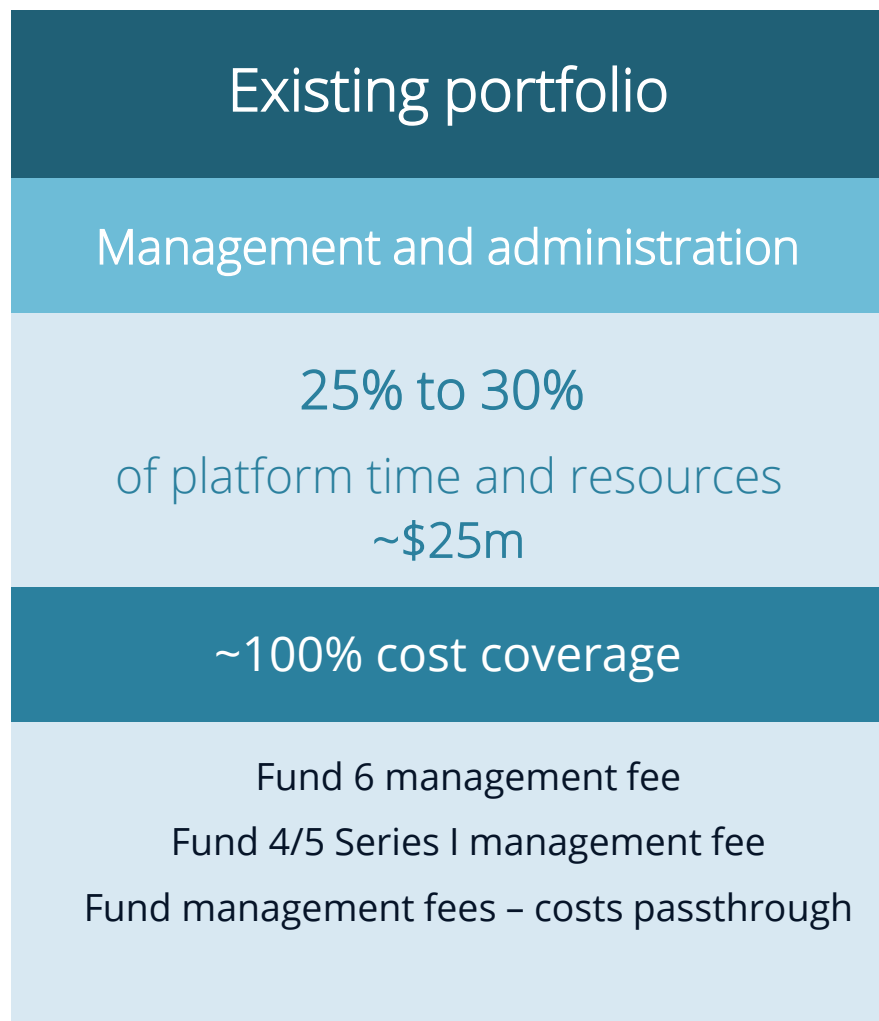 Existing portfolio
Management and administration
25% to 30%
of platform time and resources
~$25m
~100% cost coverage
Fund 6 management fee
Fund 4/5 Series I management fee
Fund management fees – costs passthrough